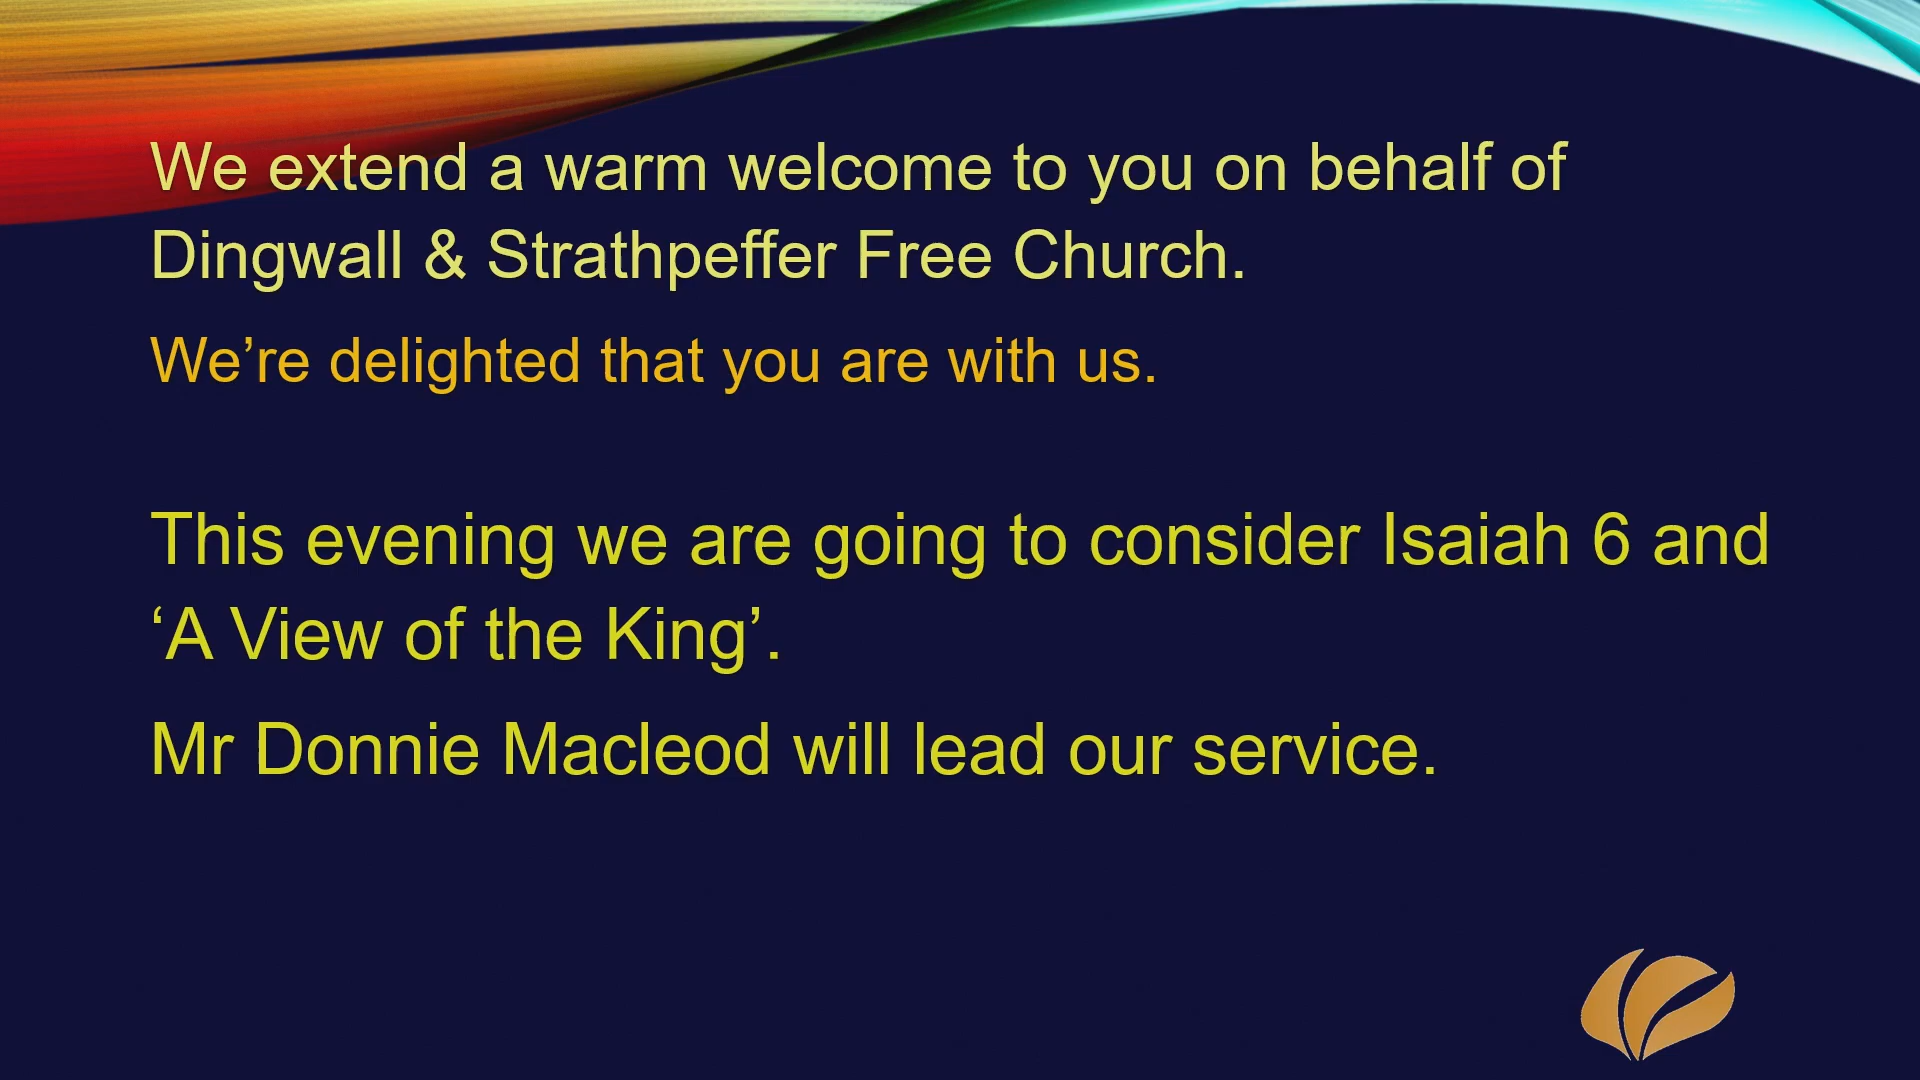 We extend a warm welcome to you on behalf of
Dingwall & Strathpeffer Free Church.
We’re delighted that you are with us.
This evening we are going to consider Isaiah 6 and
‘A View of the King’.
Mr Donnie Macleod will lead our service.